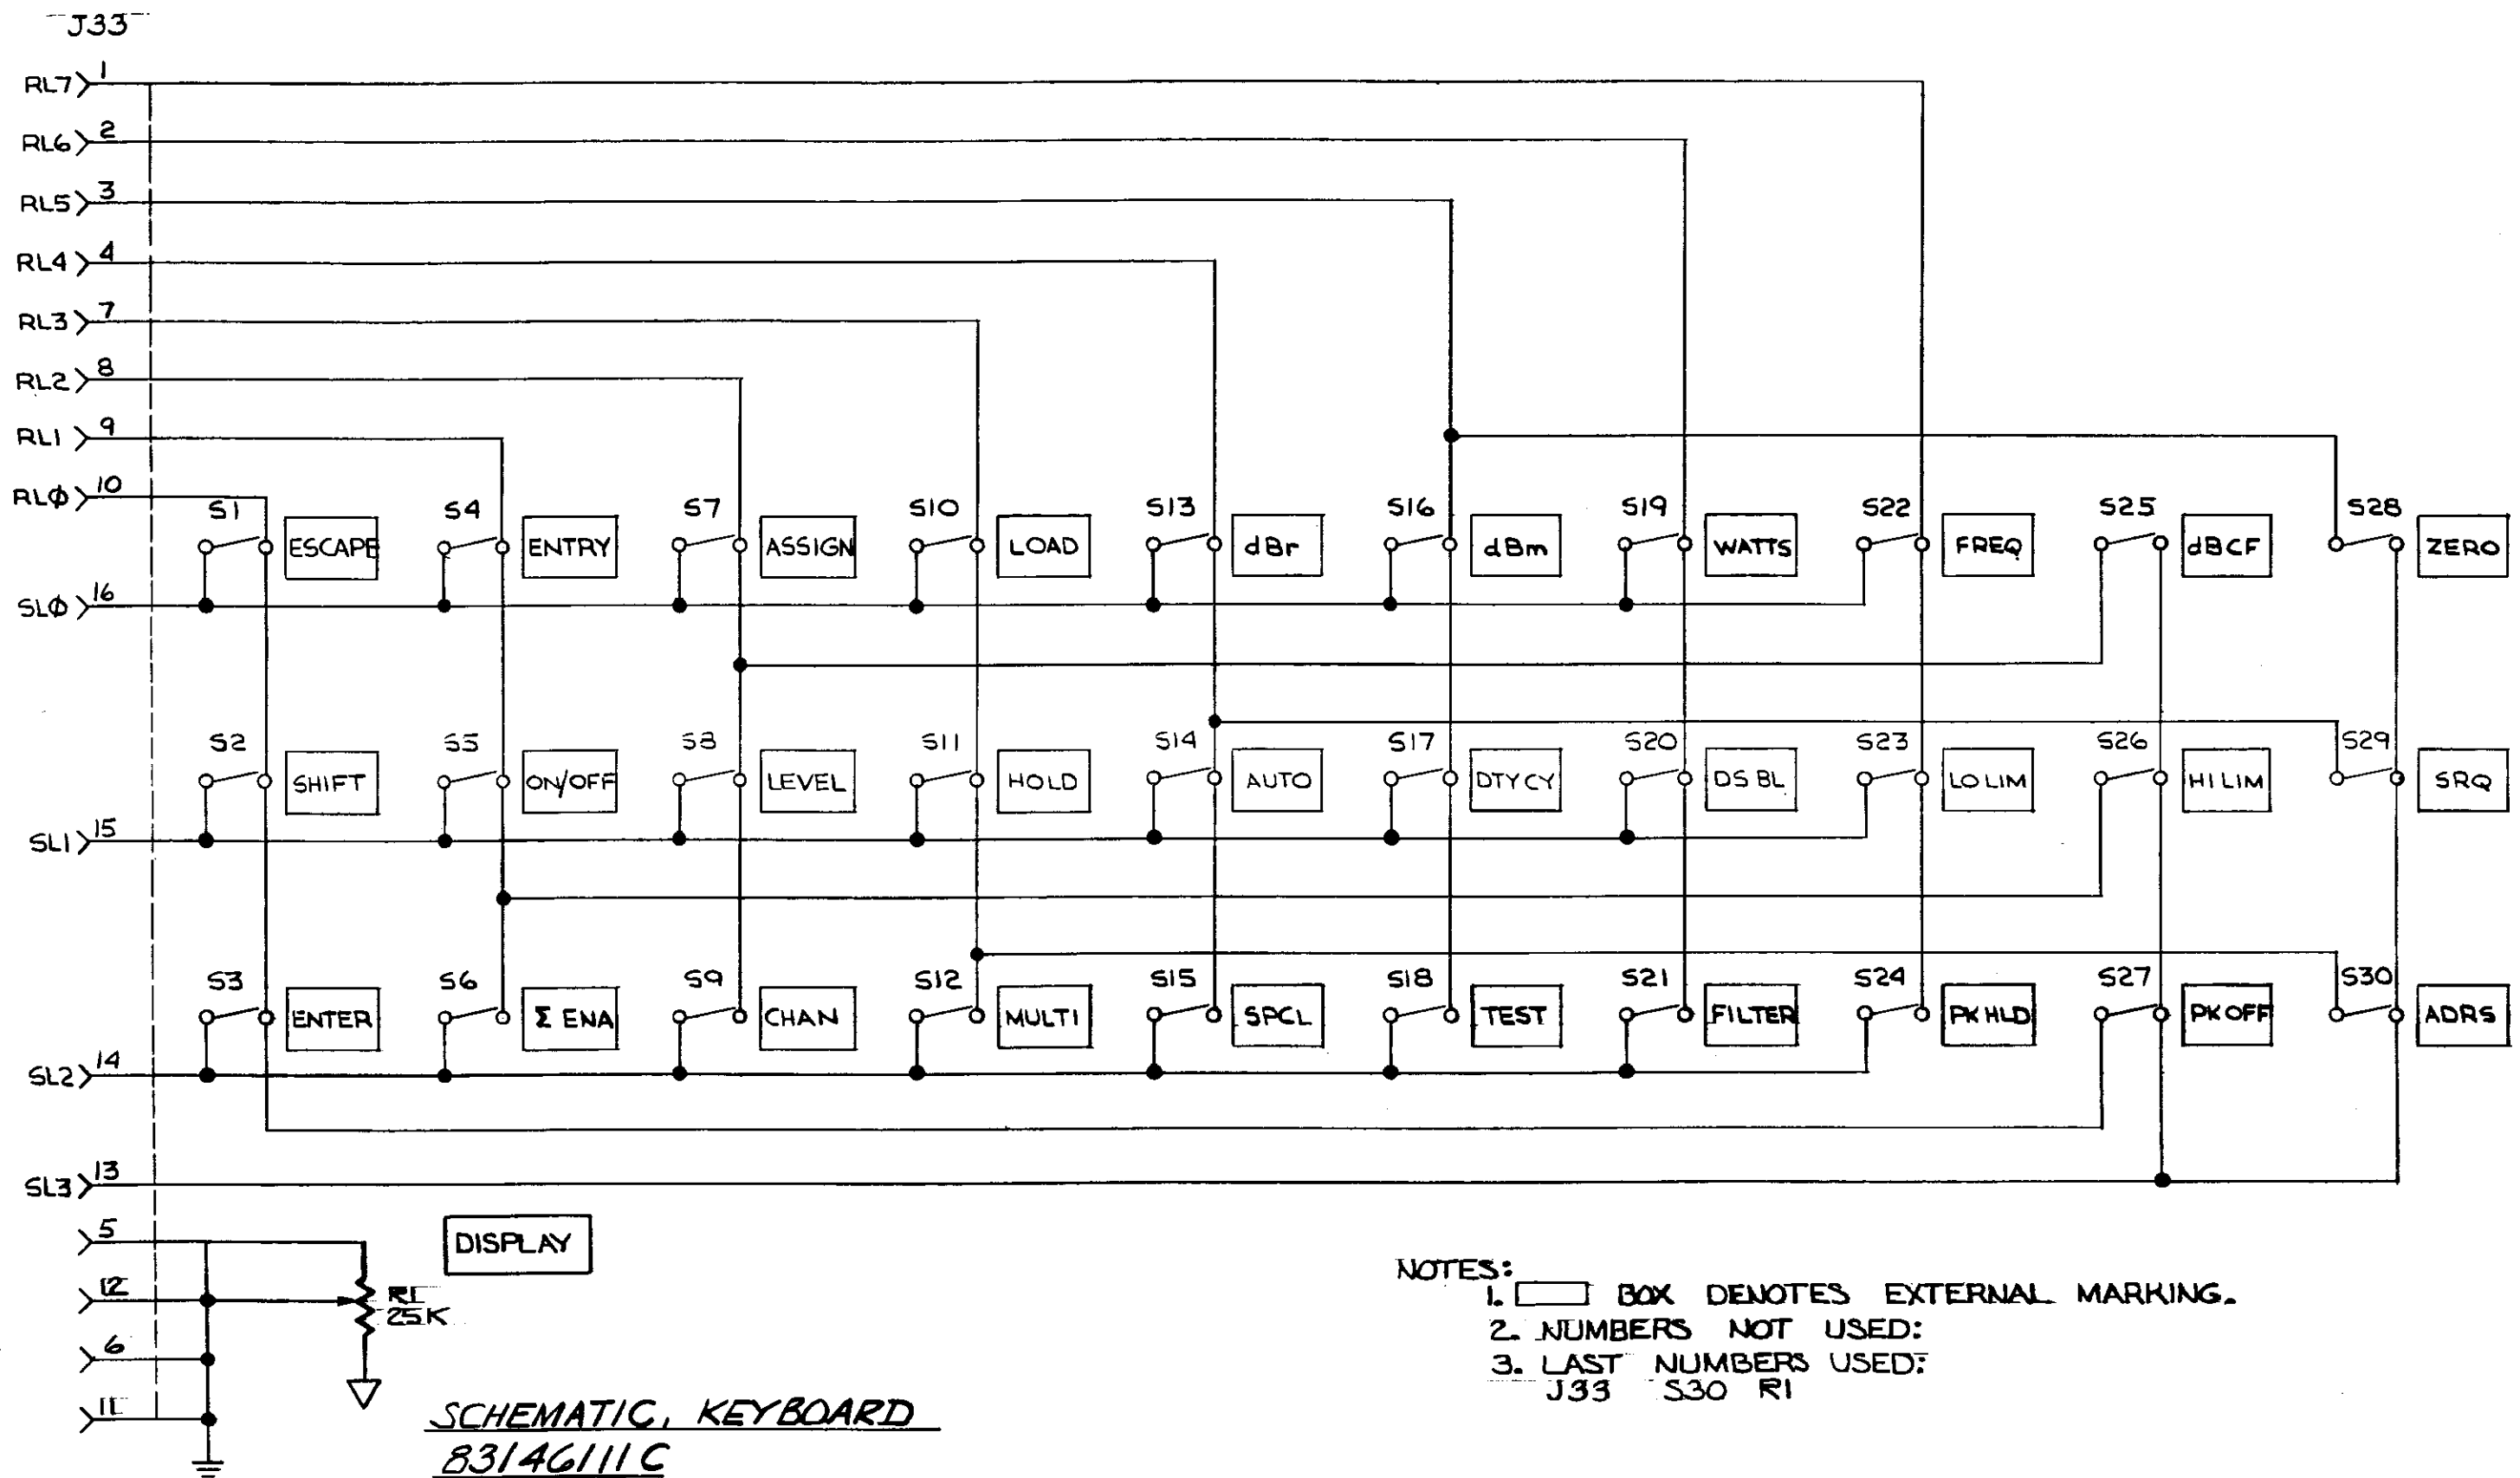 J33
RL7 1
RL6 2
RL5 3
RL4 4
RL3 7
RL2 8
RL1 9
RLφ 10
S1 S4 S7 S10 S13 S16 S19 S22 S25 S28
ESCAPE ENTRY ASSIGN LOAD dBr dBm WATTS FREQ dBCF ZERO
SLφ 16
S2 S5 S8 S11 S14 S17 S20 S23 S26 S29
SHIFT ON/OFF LEVEL HOLD AUTO DTYCY DSBL LO LIM HI LIM SRQ
SL1 15
S3 S6 S9 S12 S15 S18 S21 S24 S27 S30
ENTER Σ ENA CHAN MULTI SPCL TEST FILTER PK HLD PK OFF ADRS
SL2 14
SL3 13
5
DISPLAY
12
R1
25K
6
11
NOTES:
1. BOX DENOTES EXTERNAL MARKING.
2. NUMBERS NOT USED:
3. LAST NUMBERS USED:
J33 S30 R1
SCHEMATIC, KEYBOARD
83146111C